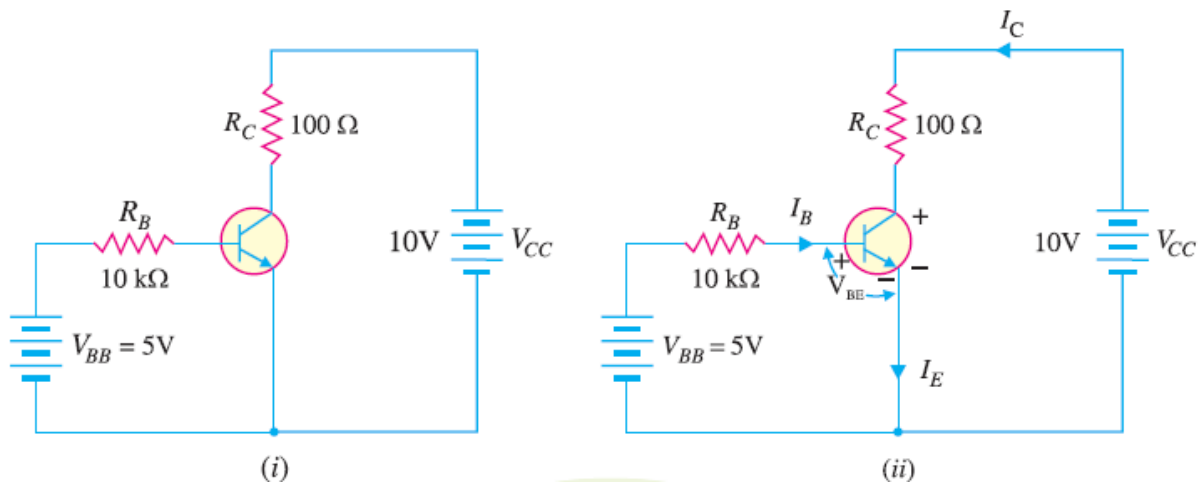 R_C 100 Ω
R_B
10 kΩ
10V V_CC
V_BB = 5V
(i)
I_C
R_C 100 Ω
R_B I_B
10 kΩ
+
–
+
–
V_BE
10V V_CC
V_BB = 5V
I_E
(ii)